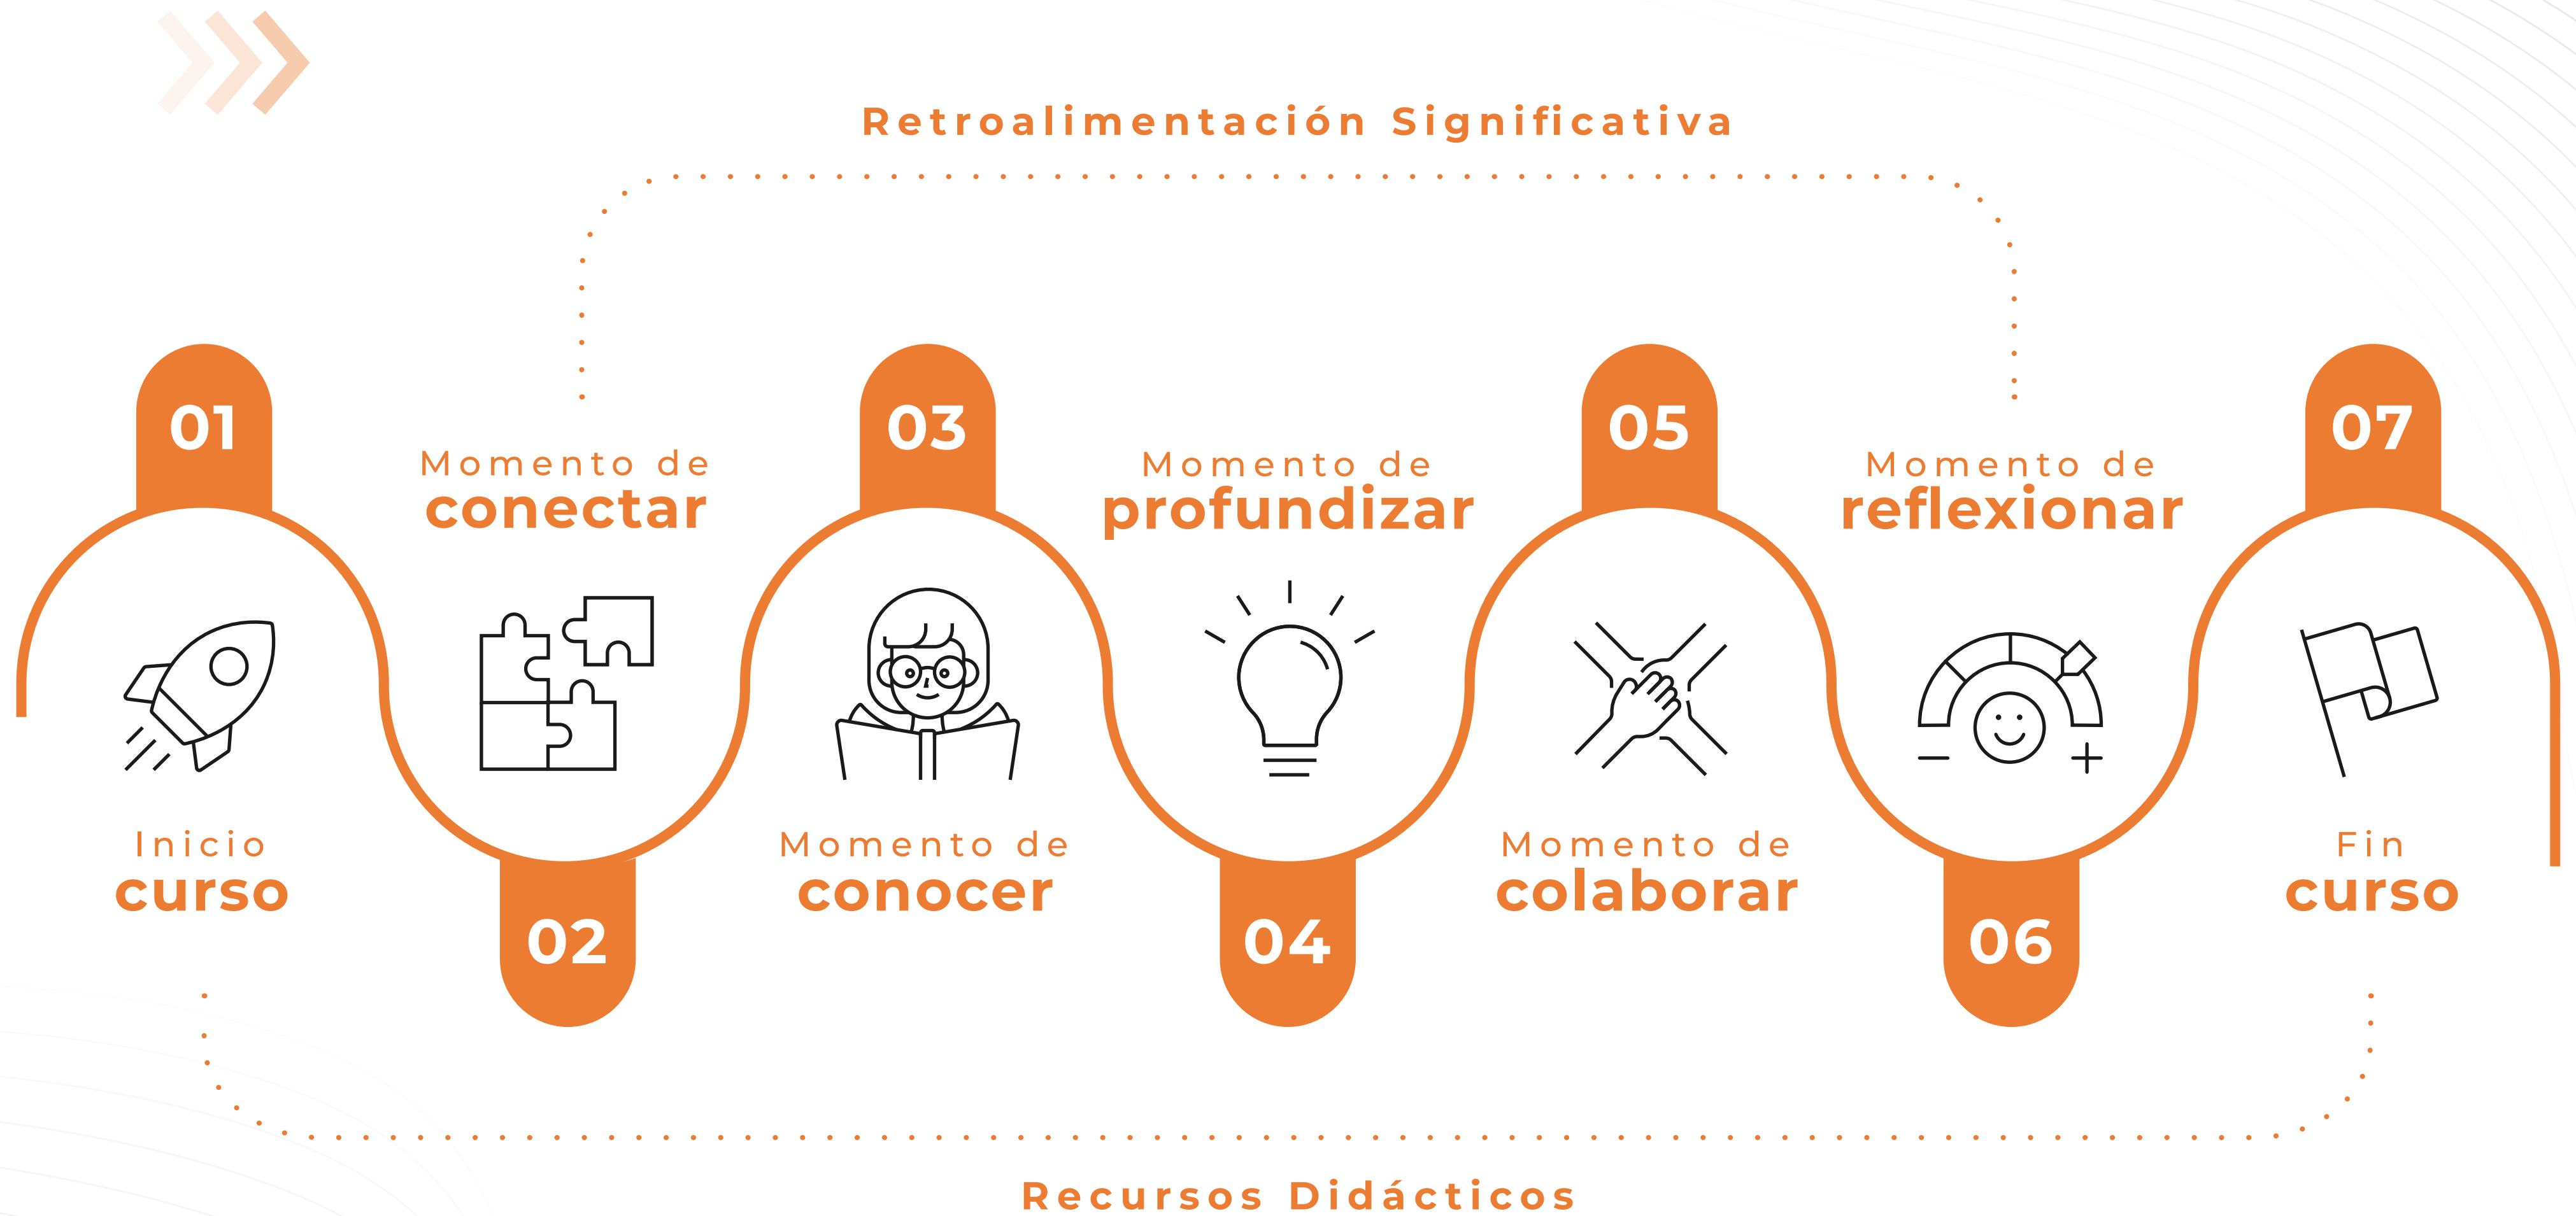 Retroalimentación Significativa
01
Inicio
curso
Momento de
conectar
02
03
Momento de
conocer
Momento de
profundizar
04
05
Momento de
colaborar
Momento de
reflexionar
06
07
Fin
curso
Recursos Didácticos